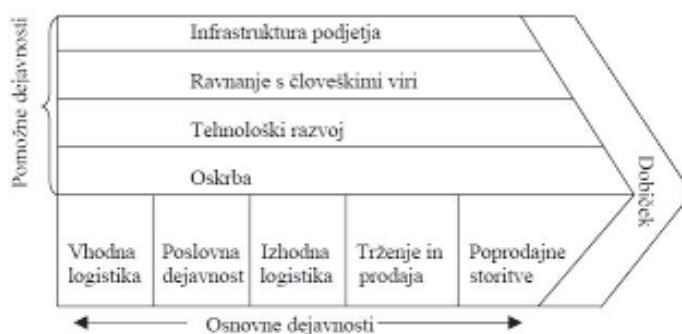 Pomožne dejavnosti
Infrastruktura podjetja
Ravnanje s človeškimi viri
Tehnološki razvoj
Oskrba
Dobiček
Vhodna
logistika
Poslovna
dejavnost
Izhodna
logistika
Trženje in
prodaja
Poprodajne
storitve
Osnovne dejavnosti